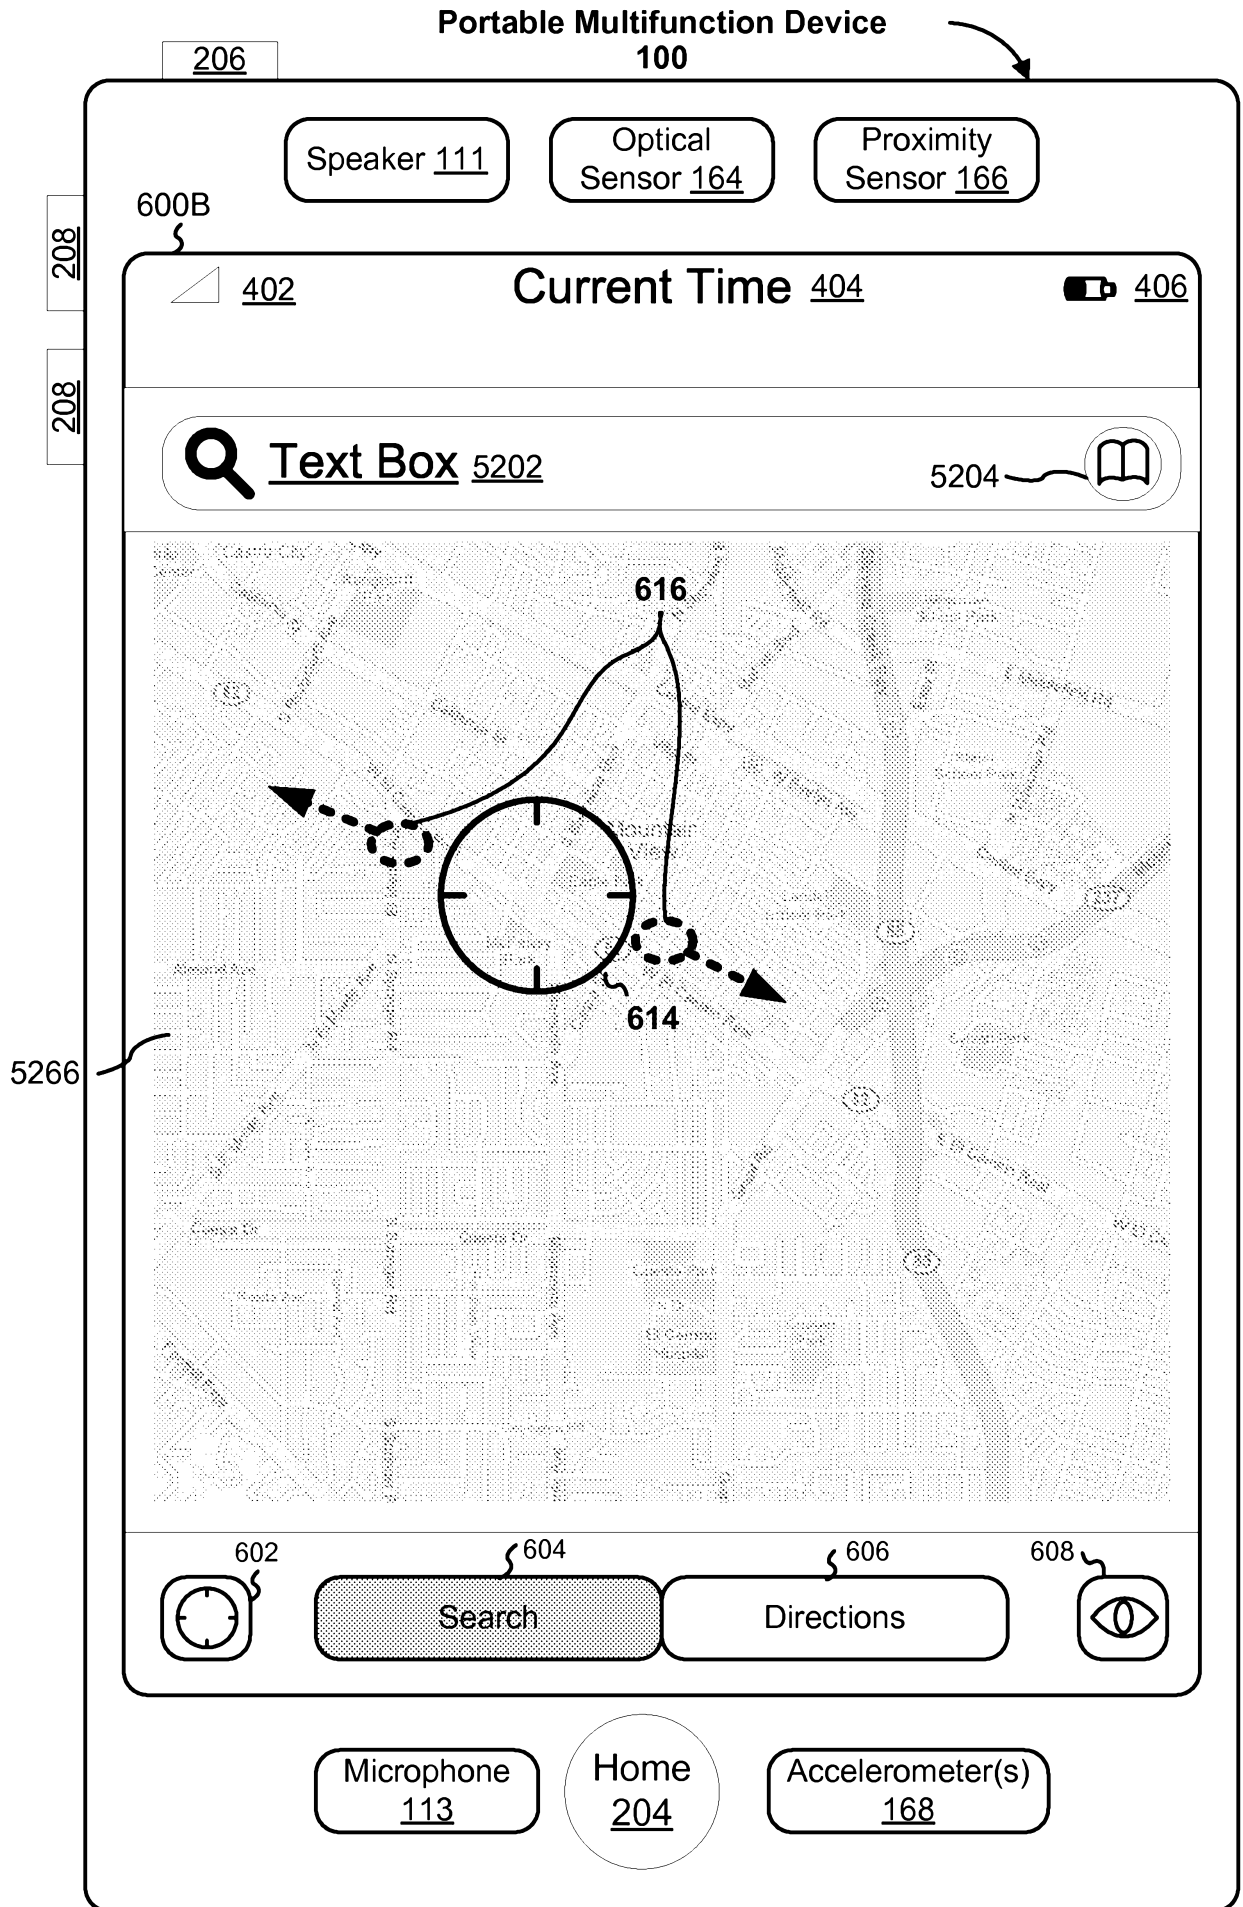 Portable Multifunction Device
100
206
Speaker 111
Optical
Sensor 164
Proximity
Sensor 166
600B
208
208
402
Current Time 404
406
Text Box 5202
5204
616
Mountain
View
614
5266
602
604
606
608
Search
Directions
Microphone
113
Home
204
Accelerometer(s)
168